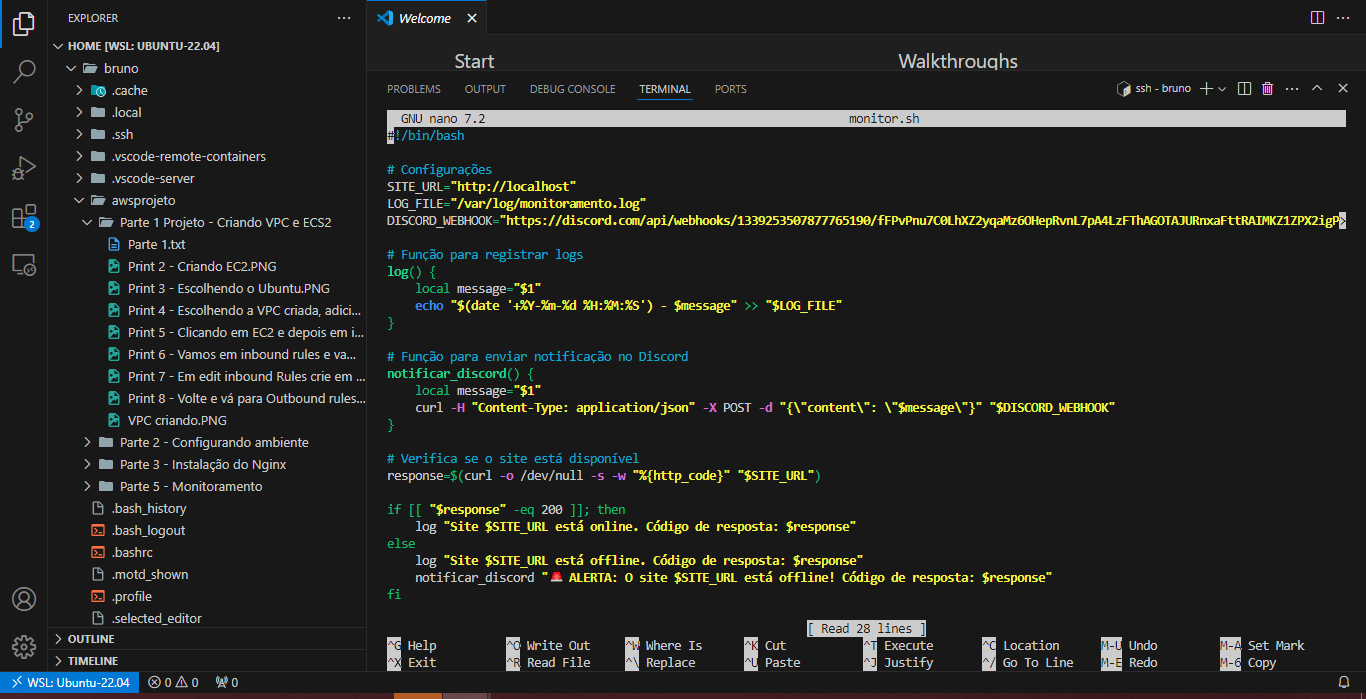 EXPLORER
HOME [WSL: UBUNTU-22.04]
bruno
.cache
.local
.ssh
.vscode-remote-containers
.vscode-server
awsprojeto
Parte 1 Projeto - Criando VPC e ECS2
Parte 1.txt
Print 2 - Criando EC2.PNG
Print 3 - Escolhendo o Ubuntu.PNG
Print 4 - Escolhendo a VPC criada, adici...
Print 5 - Clicando em EC2 e depois em i...
Print 6 - Vamos em inbound rules e va...
Print 7 - Em edit inbound Rules crie em ...
Print 8 - Volte e vá para Outbound rules...
VPC criando.PNG
Parte 2 - Configurando ambiente
Parte 3 - Instalação do Nginx
Parte 5 - Monitoramento
.bash_history
.bash_logout
.bashrc
.motd_shown
.profile
.selected_editor
OUTLINE
TIMELINE
2
Welcome
Start Walkthroughs
PROBLEMS OUTPUT DEBUG CONSOLE TERMINAL PORTS ssh - bruno
GNU nano 7.2 monitor.sh
#!/bin/bash
# Configurações
SITE_URL="http://localhost"
LOG_FILE="/var/log/monitoramento.log"
DISCORD_WEBHOOK="https://discord.com/api/webhooks/1339253507877765190/fFPvPnu7C0LhXZ2yqaMz6OHepRvnL7pA4LzFThAGOTAJURnxaFttRAIMKZ1ZPX2igP>
# Função para registrar logs
log() {
local message="$1"
echo "$(date '+%Y-%m-%d %H:%M:%S') - $message" >> "$LOG_FILE"
}
# Função para enviar notificação no Discord
notificar_discord() {
local message="$1"
curl -H "Content-Type: application/json" -X POST -d "{\"content\": \"$message\"}" "$DISCORD_WEBHOOK"
}
# Verifica se o site está disponível
response=$(curl -o /dev/null -s -w "%{http_code}" "$SITE_URL")
if [[ "$response" -eq 200 ]]; then
log "Site $SITE_URL está online. Código de resposta: $response"
else
log "Site $SITE_URL está offline. Código de resposta: $response"
notificar_discord "🚨 ALERTA: O site $SITE_URL está offline! Código de resposta: $response"
fi
[ Read 28 lines ]
^G Help ^O Write Out ^W Where Is ^K Cut ^T Execute ^C Location M-U Undo M-A Set Mark
^X Exit ^R Read File ^\ Replace ^U Paste ^J Justify ^/ Go To Line M-E Redo M-6 Copy
WSL: Ubuntu-22.04 0 0 0